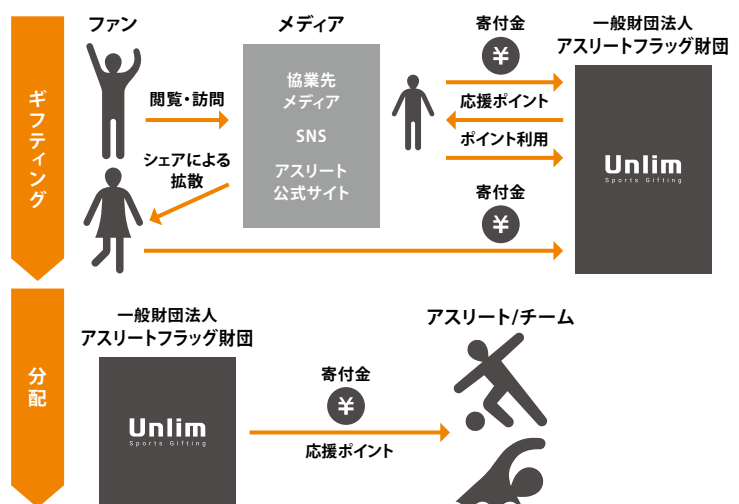 ギフティング
ファン
閲覧・訪問
シェアによる
拡散
メディア
協業先
メディア
SNS
アスリート
公式サイト
寄付金
¥
応援ポイント
ポイント利用
寄付金
¥
一般財団法人
アスリートフラッグ財団
Unlim
Sports Gifting
分配
一般財団法人
アスリートフラッグ財団
Unlim
Sports Gifting
寄付金
¥
応援ポイント
アスリート/チーム